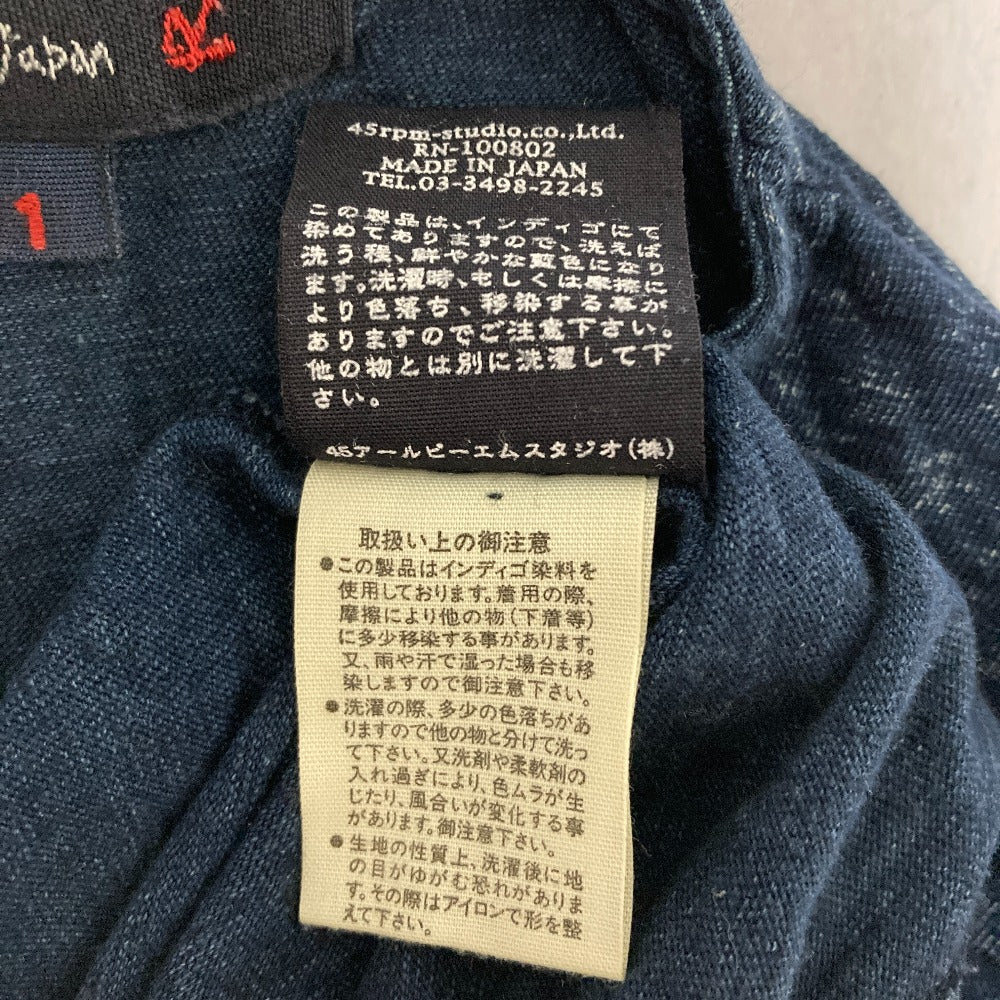 Japan
1
45rpm-studio.co.,Ltd.
RN-100802
MADE IN JAPAN
TEL.03-3498-2245
この製品は、インディゴにて
染めてありますので、洗えば
洗う程、鮮やかな藍色になり
ます。洗濯時、もしくは摩擦に
より色落ち、移染する事が
ありますのでご注意下さい。
他の物とは別に洗濯して下
さい。
45アールピーエムスタジオ(株)
取扱い上の御注意
●この製品はインディゴ染料を
使用しております。着用の際、
摩擦により他の物(下着等)
に多少移染する事があります。
又、雨や汗で湿った場合も移
染しますので御注意下さい。
●洗濯の際、多少の色落ちがあ
りますので他の物と分けて洗っ
て下さい。又洗剤や柔軟剤の
入れ過ぎにより、色ムラが生
じたり、風合いが変化する事
があります。御注意下さい。
●生地の性質上、洗濯後に地
の目がゆがむ恐れがありま
す。その際はアイロンで形を整
えて下さい。